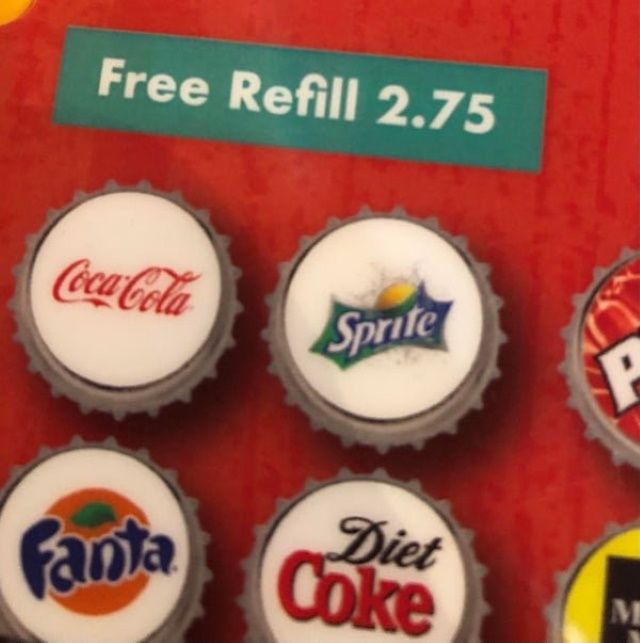 Free Refill 2.75
Coca-Cola
Sprite
Fanta
Diet
Coke